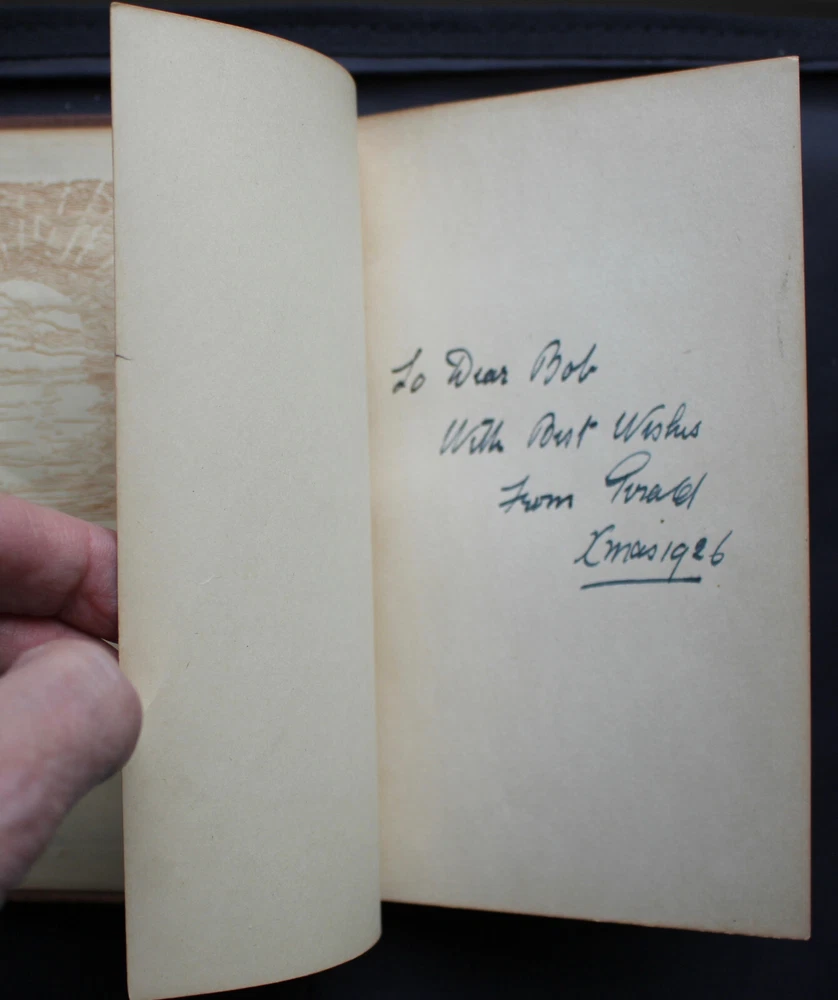 To Dear Bob
With Best Wishes
From Gerald
Xmas 1926